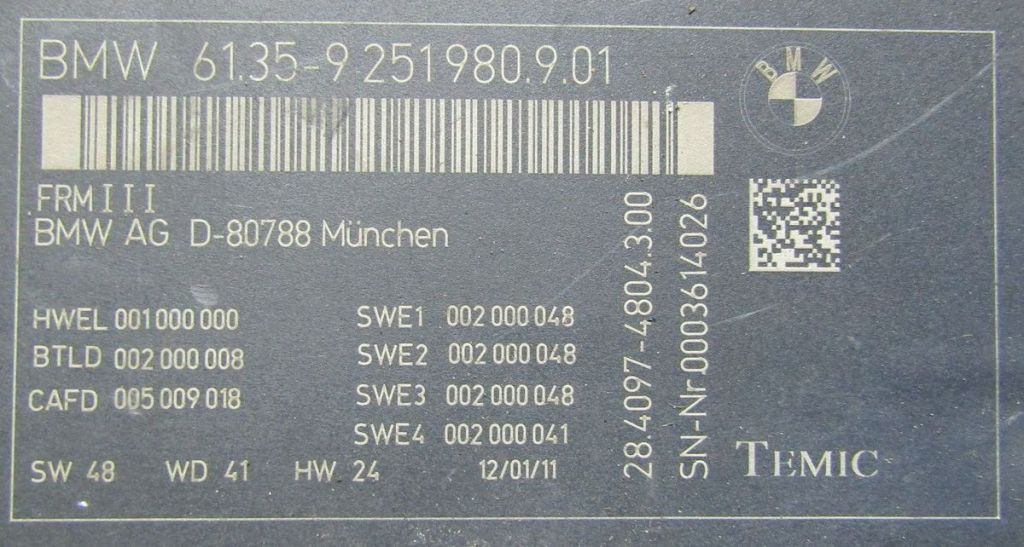 BMW 61.35-9 251980.9.01
BMW
FRM III
BMW AG D-80788 München
HWEL 001 000 000
SWE1 002 000 048
BTLD 002 000 008
SWE2 002 000 048
CAFD 005 009 018
SWE3 002 000 048
SWE4 002 000 041
SW 48 WD 41 HW. 24 12/01/11
28.4097-4804.3.00
SN-Nr.0003614026
TEMIC